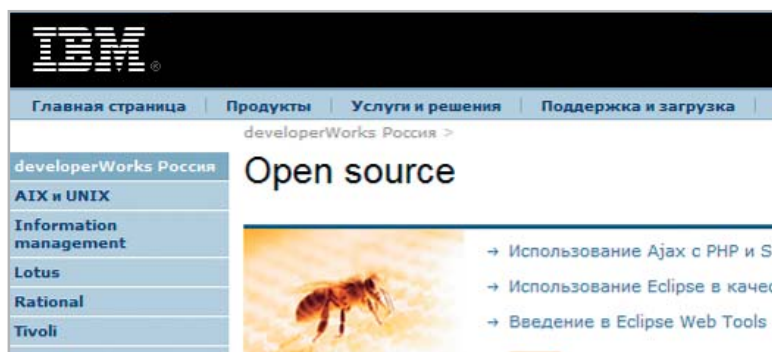 IBM®
Главная страница | Продукты | Услуги и решения | Поддержка и загрузка |
developerWorks Россия >
developerWorks Россия
Open source
AIX и UNIX
Information
management
Lotus
Rational
Tivoli
→ Использование Ajax с PHP и S
→ Использование Eclipse в качес
→ Введение в Eclipse Web Tools